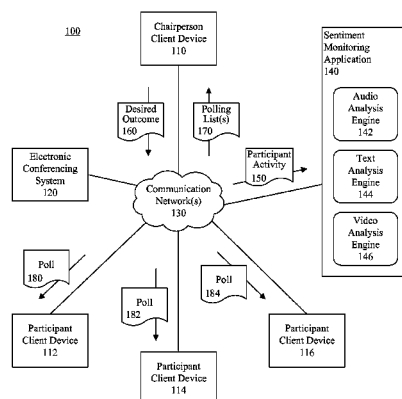 100
Chairperson
Client Device
110
Sentiment
Monitoring
Application
140
Audio
Analysis
Engine
142
Text
Analysis
Engine
144
Video
Analysis
Engine
146
Desired
Outcome
160
Polling
List(s)
170
Participant
Activity
150
Electronic
Conferencing
System
120
Communication
Network(s)
130
Poll
180
Poll
182
Poll
184
Participant
Client Device
112
Participant
Client Device
114
Participant
Client Device
116